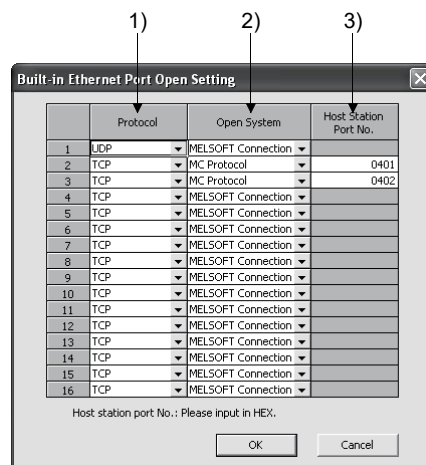 1) 2) 3)
Built-in Ethernet Port Open Setting
Protocol Open System Host Station
Port No.
1 UDP MELSOFT Connection
2 TCP MC Protocol 0401
3 TCP MC Protocol 0402
4 TCP MELSOFT Connection
5 TCP MELSOFT Connection
6 TCP MELSOFT Connection
7 TCP MELSOFT Connection
8 TCP MELSOFT Connection
9 TCP MELSOFT Connection
10 TCP MELSOFT Connection
11 TCP MELSOFT Connection
12 TCP MELSOFT Connection
13 TCP MELSOFT Connection
14 TCP MELSOFT Connection
15 TCP MELSOFT Connection
16 TCP MELSOFT Connection
Host station port No.: Please input in HEX.
OK Cancel